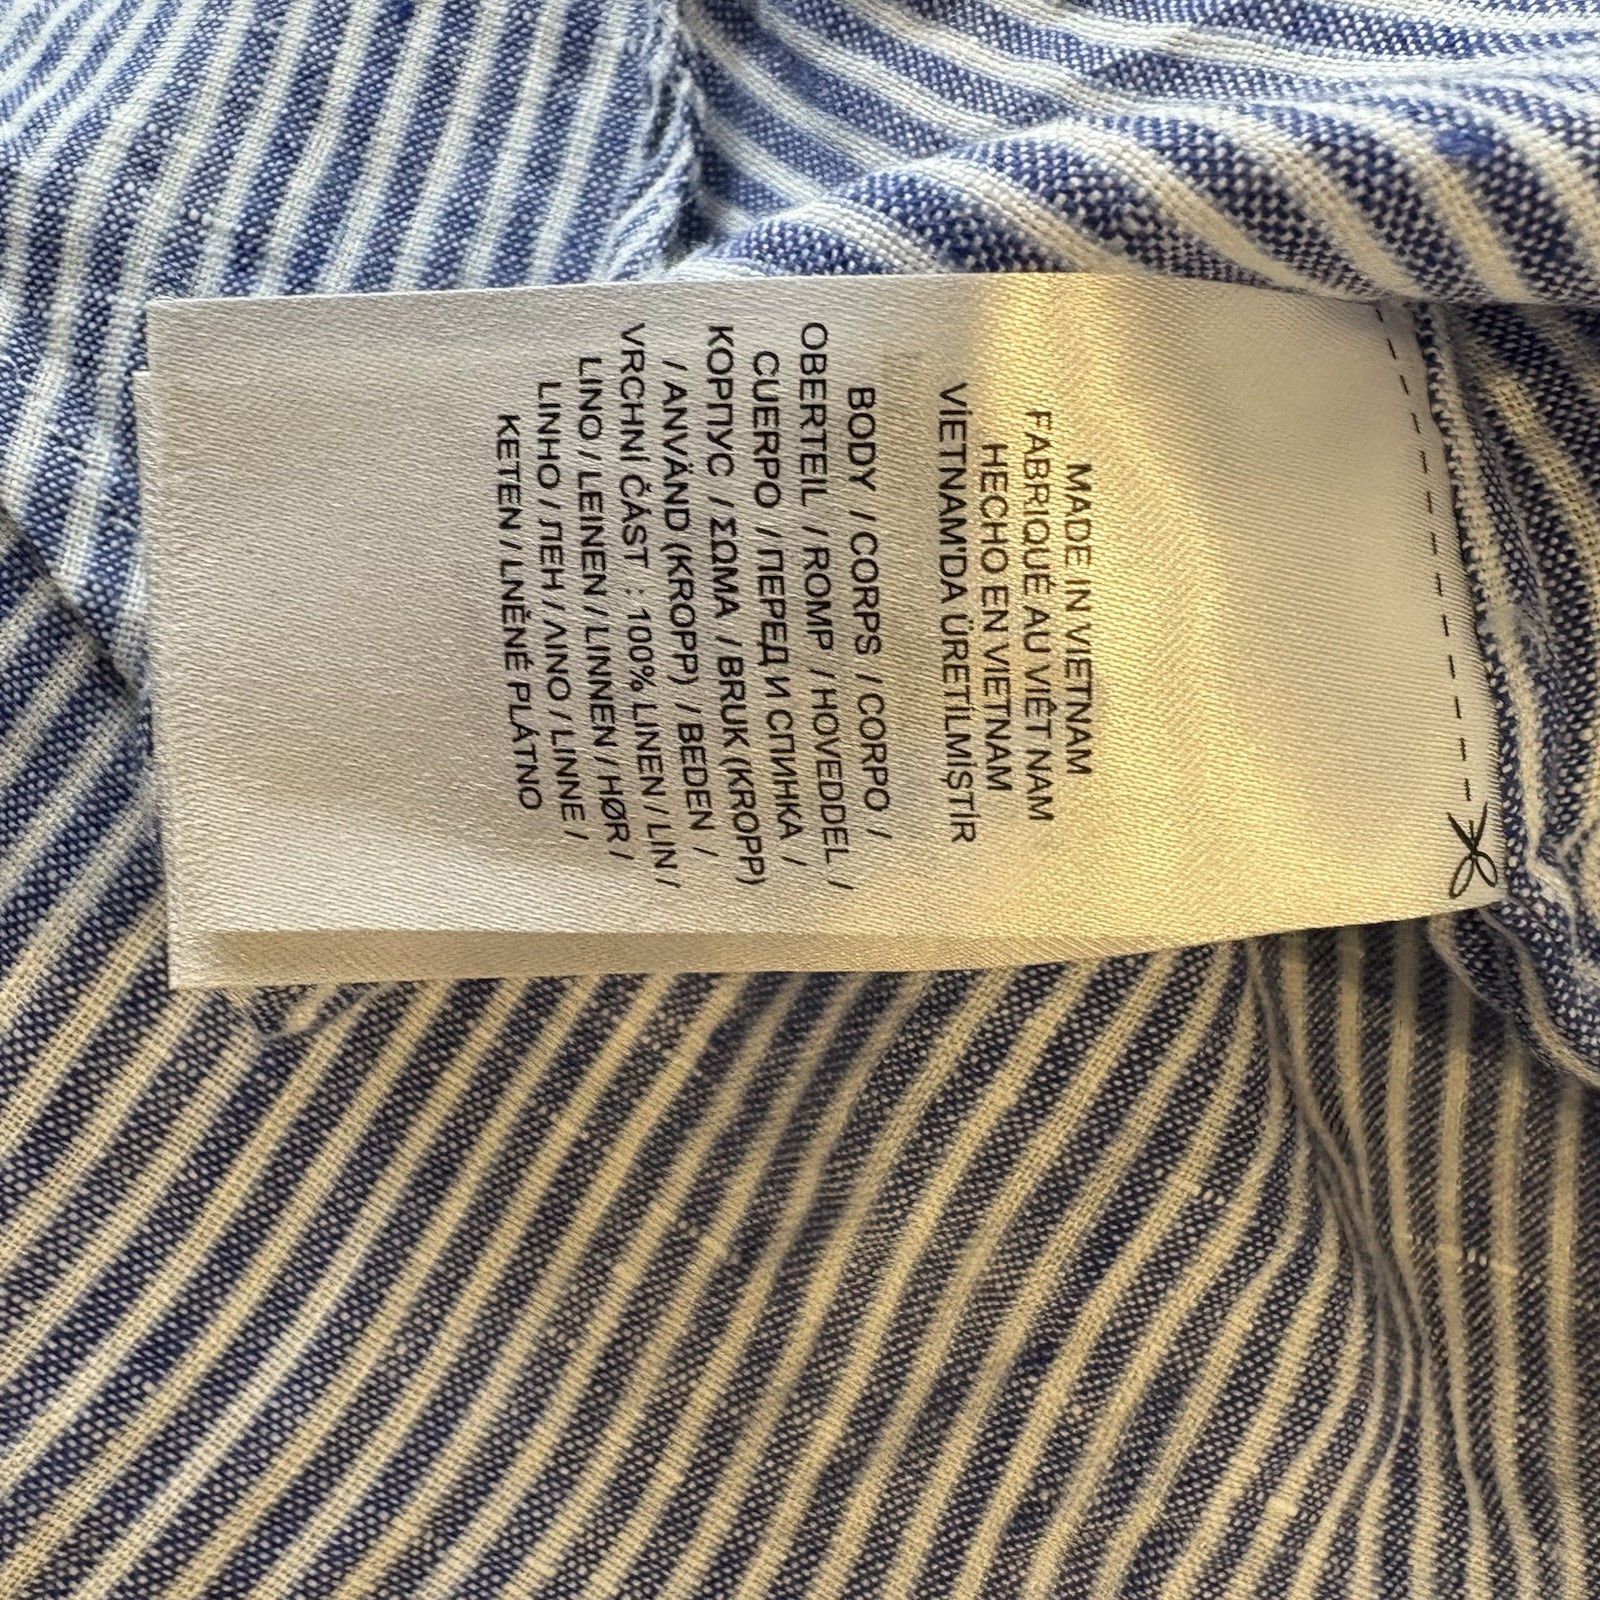 MADE IN VIETNAM
FABRIQUÉ AU VIÊT NAM
HECHO EN VIETNAM
VİETNAM'DA ÜRETİLMİŞTİR
BODY / CORPS / CORPO /
OBERTEIL / ROMP / HOVEDDEL /
CUERPO / ПЕРЕД И СПИНКА /
КОРПУС / ΣΩΜΑ / BRUK (KROPP)
/ ANVÄND (KROPP) / BEDEN /
VRCHNÍ ČÁST : 100% LINEN / LIN /
LINO / LEINEN / LINNEN / HØR /
LINHO / ЛЕН / ΛΙΝΟ / LINNE /
KETEN / LNĚNÉ PLÁTNO